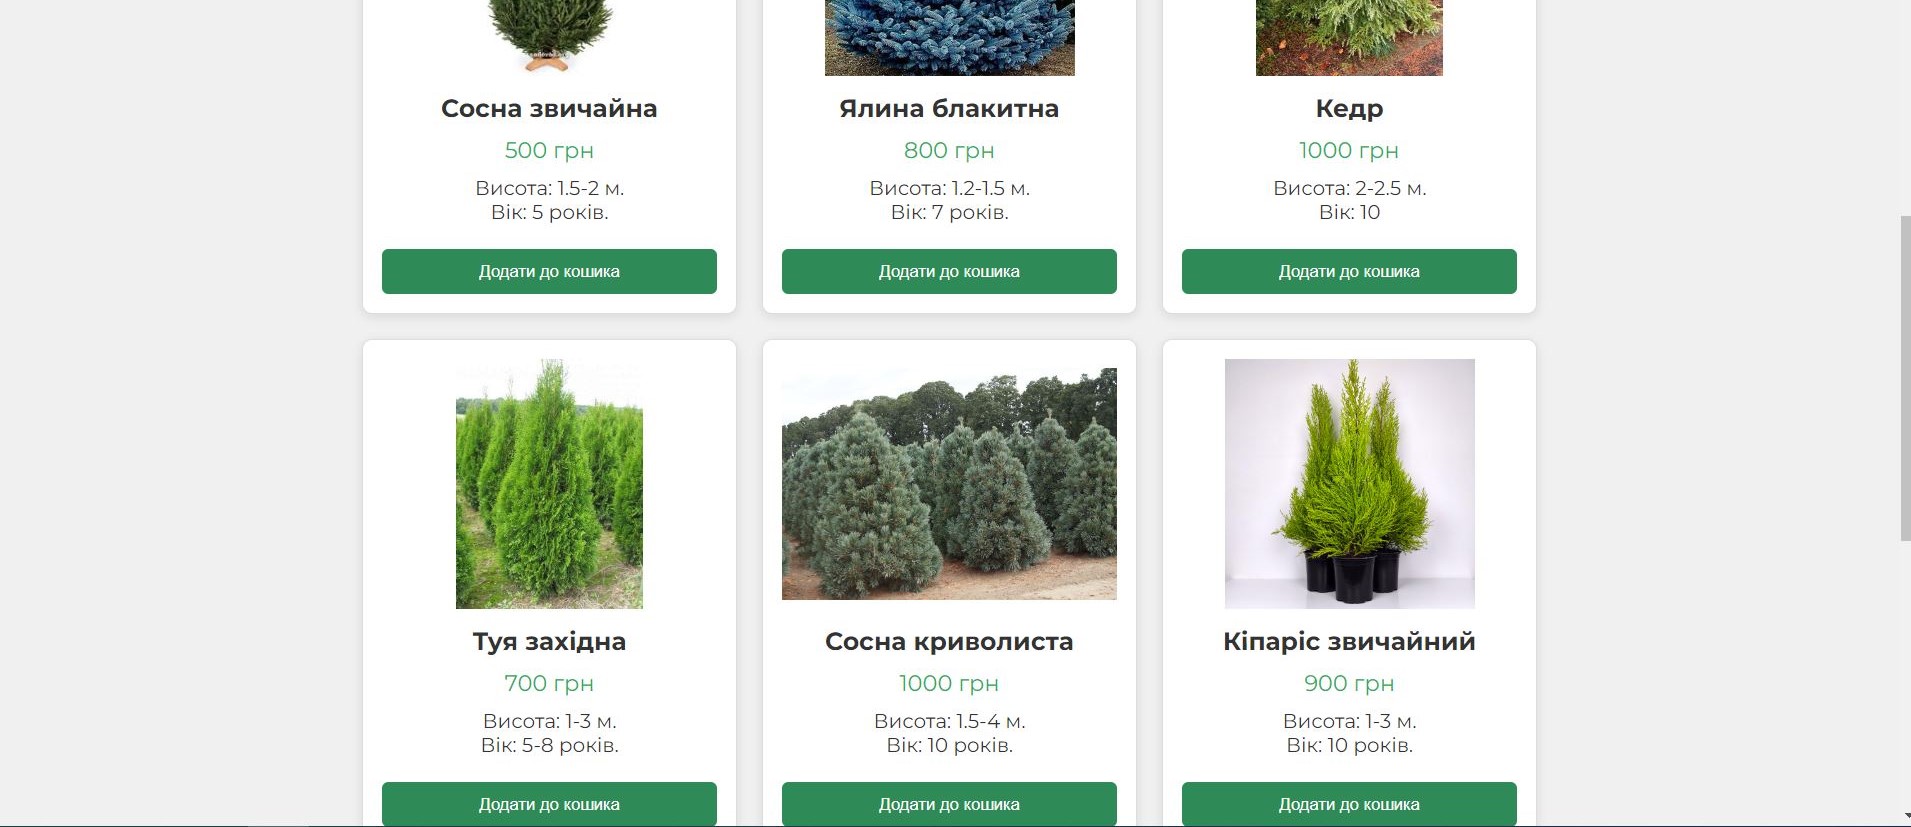 Сосна звичайна
500 грн
Висота: 1.5-2 м.
Вік: 5 років.
Додати до кошика
Ялина блакитна
800 грн
Висота: 1.2-1.5 м.
Вік: 7 років.
Додати до кошика
Кедр
1000 грн
Висота: 2-2.5 м.
Вік: 10
Додати до кошика
Туя західна
700 грн
Висота: 1-3 м.
Вік: 5-8 років.
Додати до кошика
Сосна криволиста
1000 грн
Висота: 1.5-4 м.
Вік: 10 років.
Додати до кошика
Кіпаріс звичайний
900 грн
Висота: 1-3 м.
Вік: 10 років.
Додати до кошика